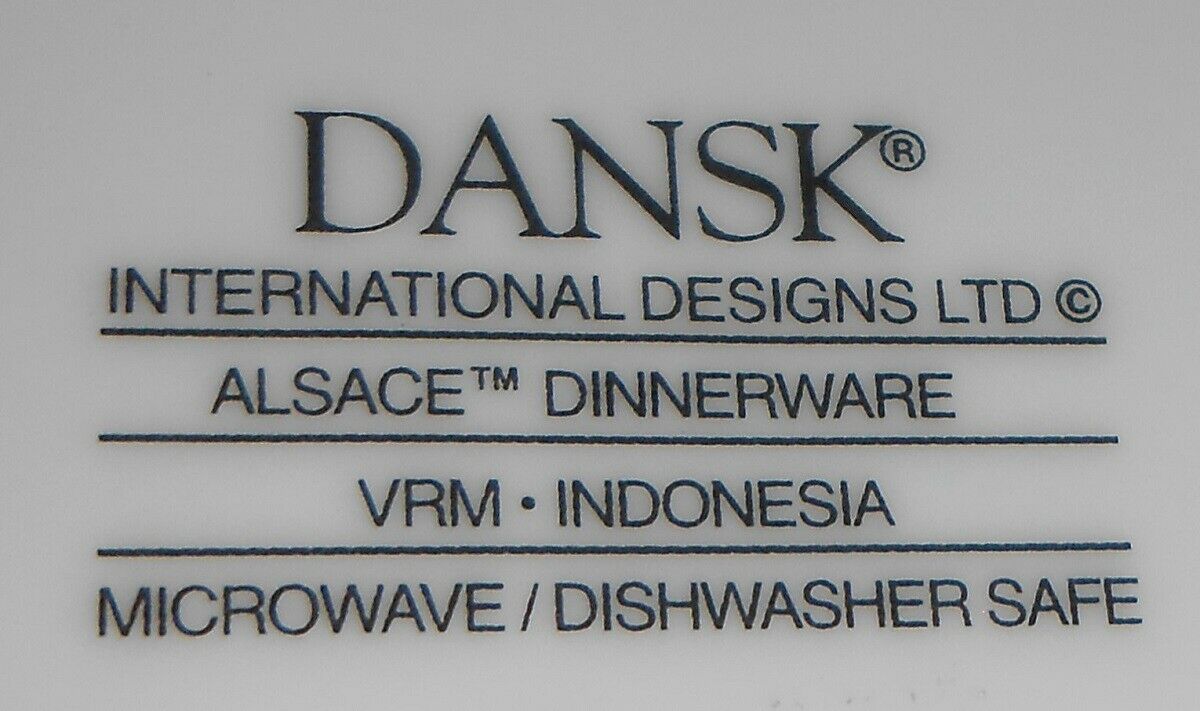 DANSK®
INTERNATIONAL DESIGNS LTD ©
ALSACE™ DINNERWARE
VRM • INDONESIA
MICROWAVE / DISHWASHER SAFE